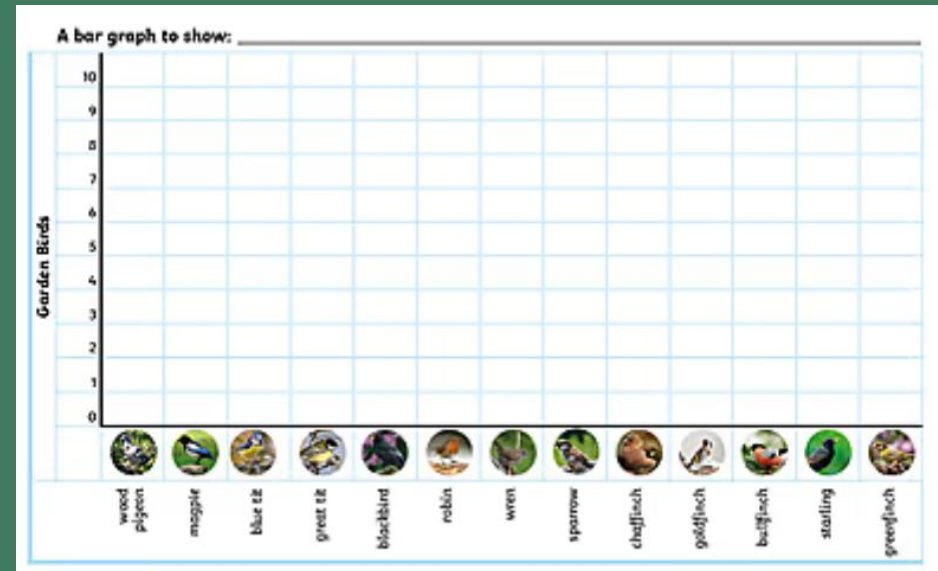 A bar graph to show:
10
9
8
7
6
5
4
3
2
1
0
Garden Birds
wood
pigeon
magpie
blue tit
great tit
blackbird
robin
wren
sparrow
chaffinch
goldfinch
bullfinch
starling
greenfinch